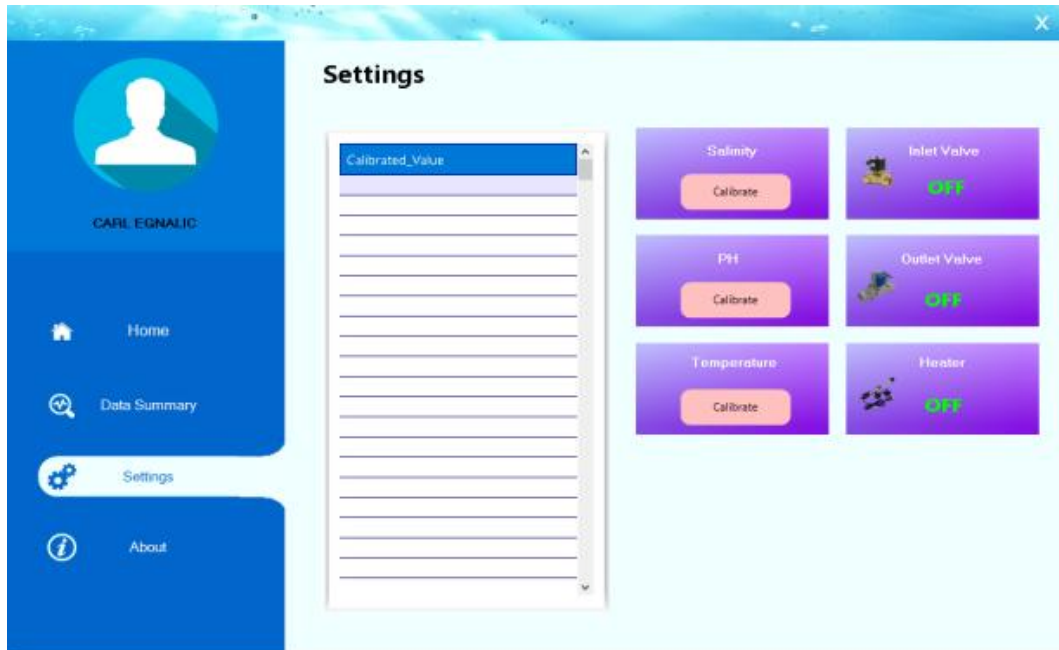 X
Settings
CARL EGNALIC
Home
Data Summary
Settings
About
Calibrated_Value
Salinity
Calibrate
Inlet Valve
OFF
PH
Calibrate
Outlet Valve
OFF
Temperature
Calibrate
Heater
OFF